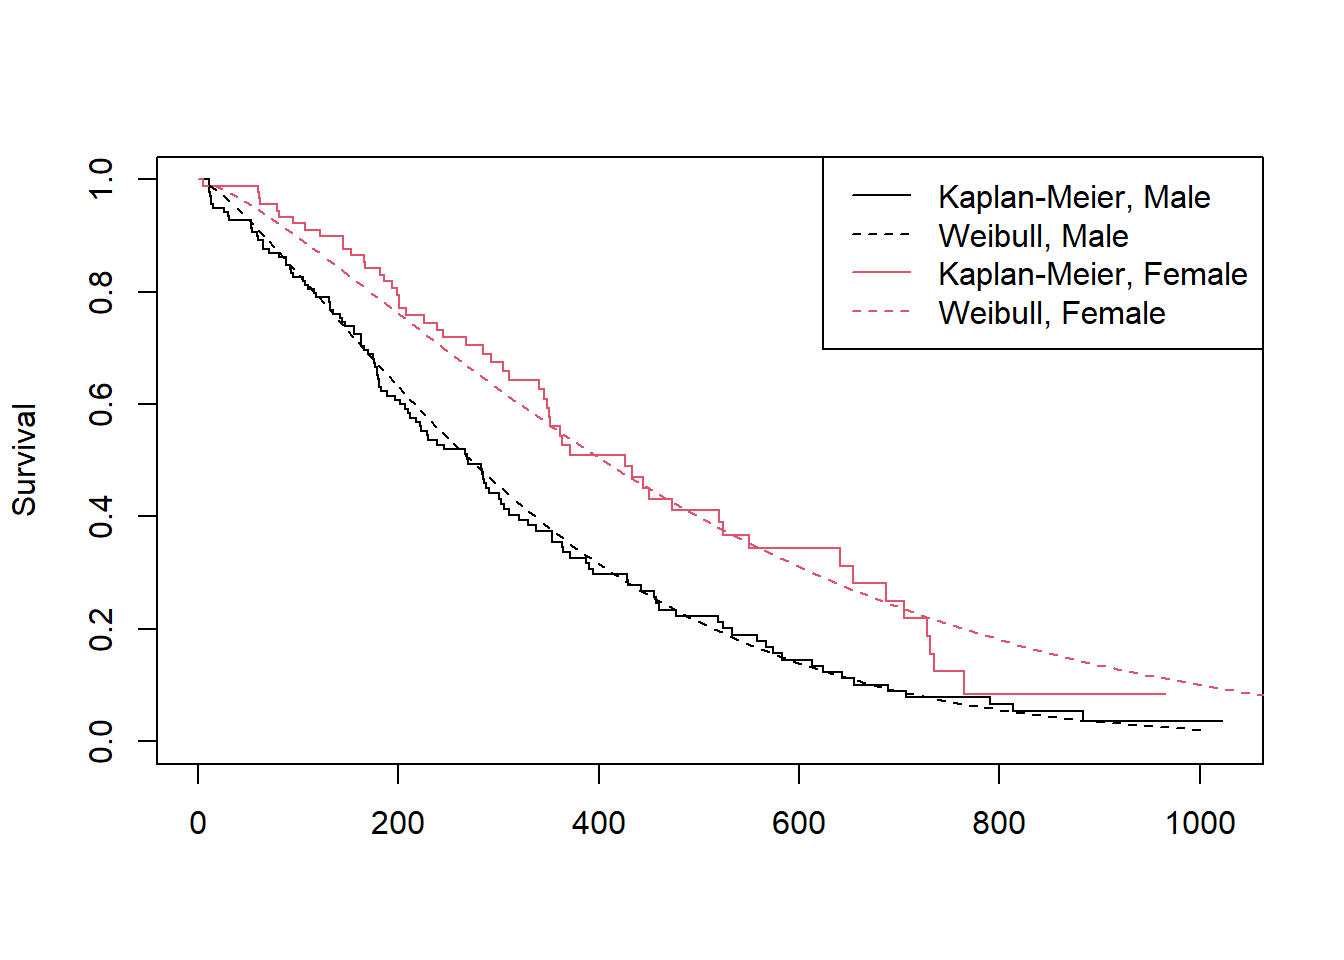 Kaplan-Meier, Male
Weibull, Male
Kaplan-Meier, Female
Weibull, Female
Survival
1.0
0.8
0.6
0.4
0.2
0.0
0 200 400 600 800 1000